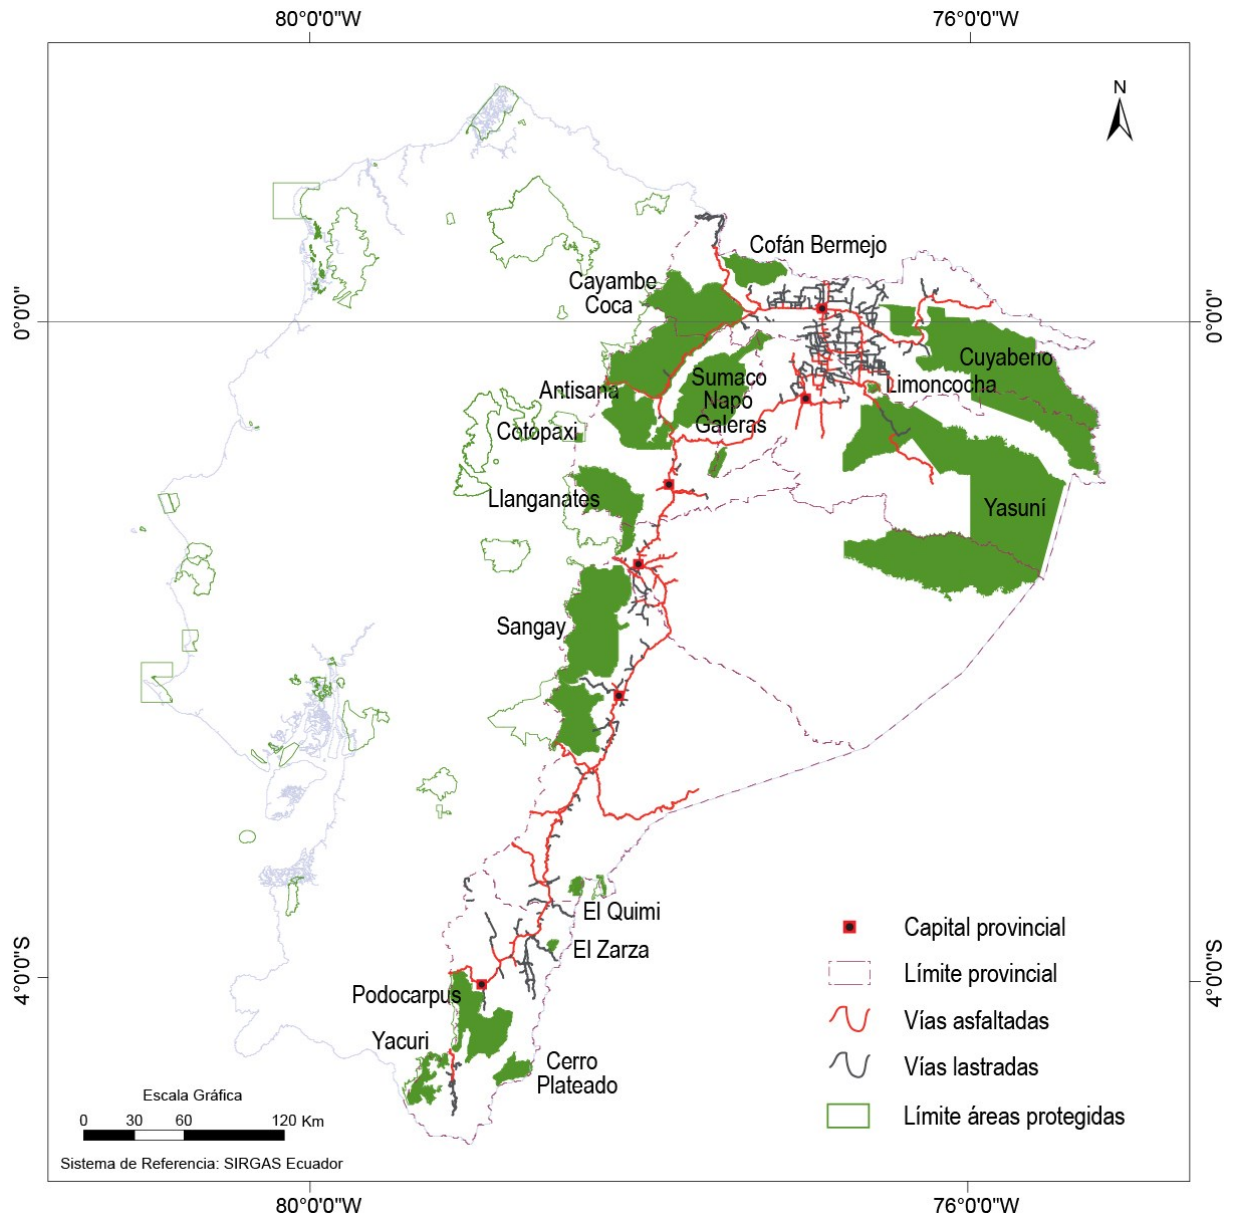 80°0'0"W
76°0'0"W
N
Cofán Bermejo
Cayambe
Coca
0°0'0"
0°0'0"
Cuyabeno
Sumaco
Napo
Galeras
Limoncocha
Antisana
Cotopaxi
Llanganates
Yasuní
Sangay
El Quimi
El Zarza
Podocarpus
Yacuri
Cerro
Plateado
4°0'0"S
4°0'0"S
Capital provincial
Límite provincial
Vías asfaltadas
Vías lastradas
Límite áreas protegidas
Escala Gráfica
0 30 60 120 Km
Sistema de Referencia: SIRGAS Ecuador
80°0'0"W
76°0'0"W